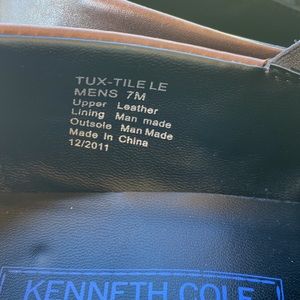 TUX-TILE LE
MENS 7M
Upper Leather
Lining Man made
Outsole Man Made
Made In China
12/2011
KENNETH COLE